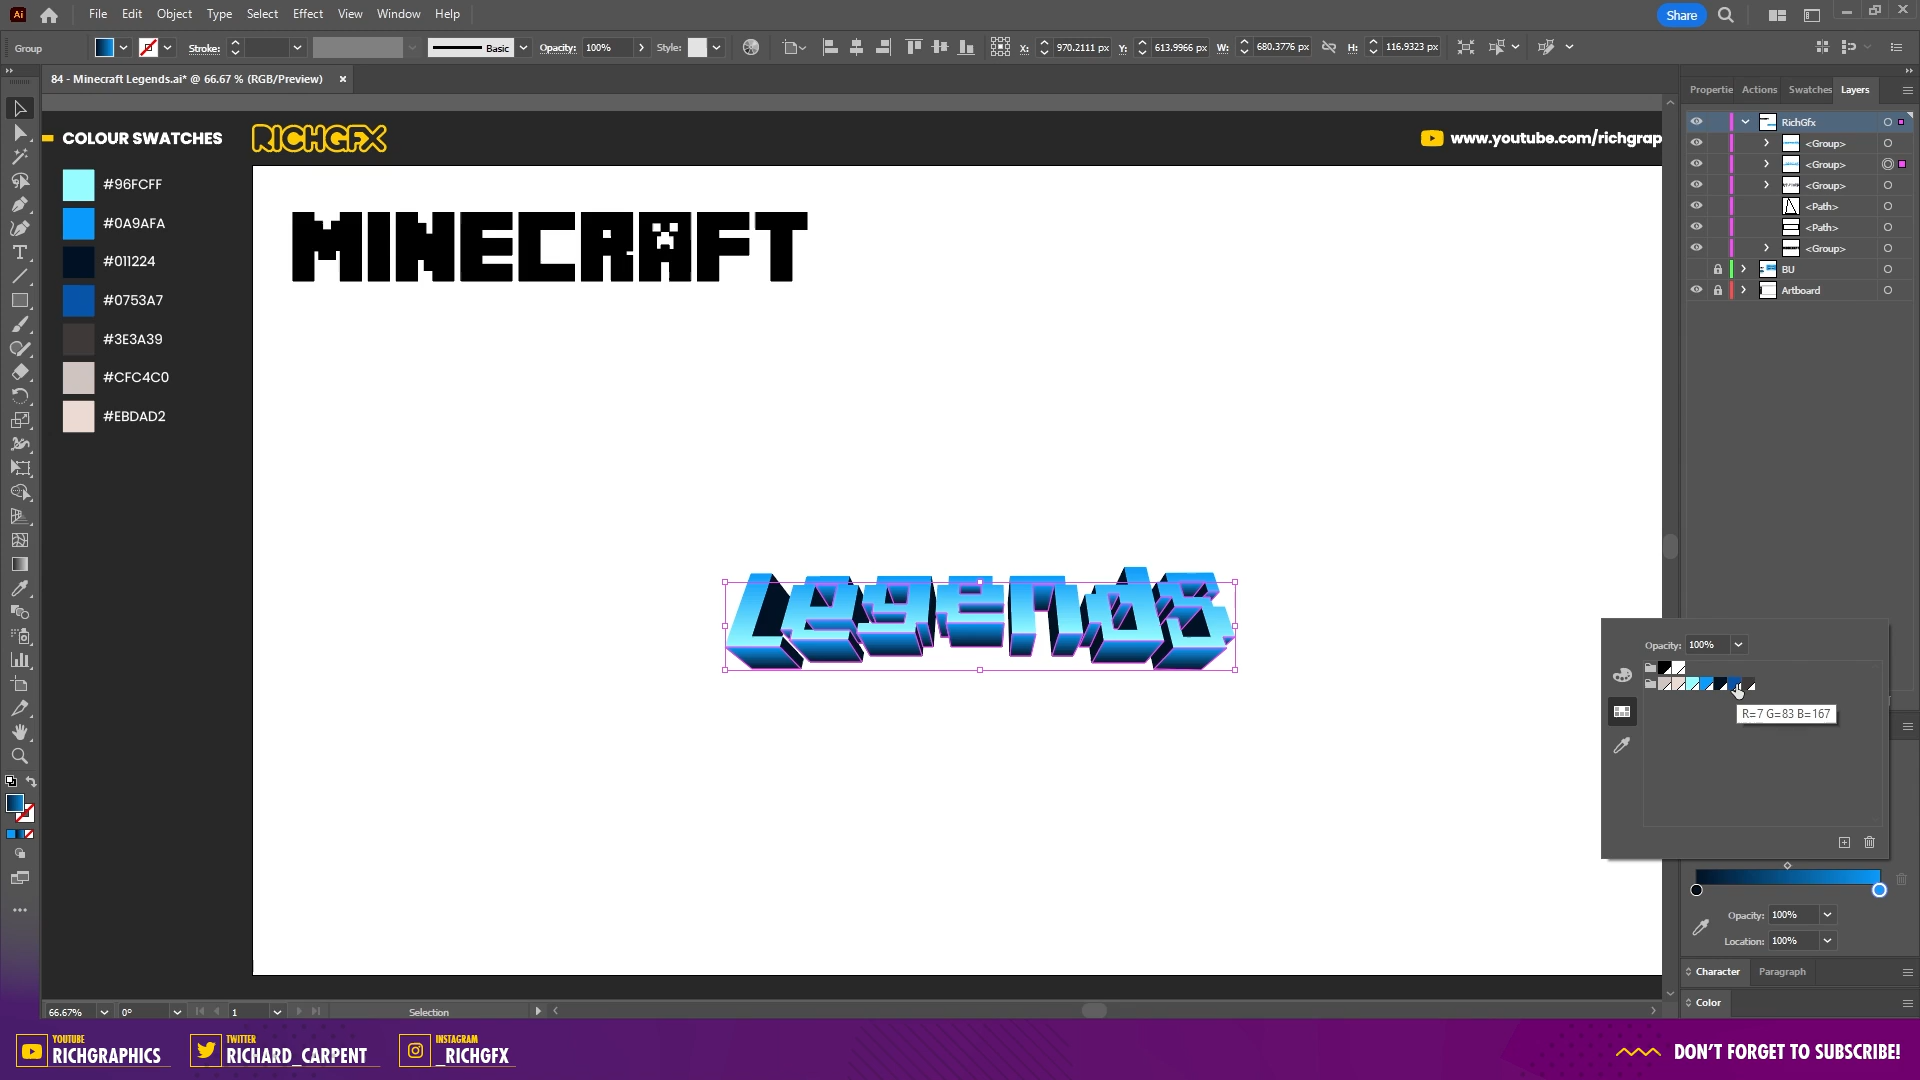 Ai File Edit Object Type Select Effect View Window Help Share
Group Stroke: Basic Opacity: 100% Style: X: 970.2111 px Y: 613.9966 px W: 680.3776 px H: 116.9323 px
84 - Minecraft Legends.ai* @ 66.67 % (RGB/Preview)
Propertie Actions Swatches Layers
COLOUR SWATCHES
RICHGFX
www.youtube.com/richgrap
#96FCFF
#0A9AFA
#011224
#0753A7
#3E3A39
#CFC4C0
#EBDAD2
MINECRAFT
Legends
RichGfx
<Group>
<Group>
<Group>
<Path>
<Path>
<Group>
BU
Artboard
Opacity: 100%
R=7 G=83 B=167
Opacity: 100%
Location: 100%
Character Paragraph
Color
66.67% 0° 1 Selection
YOUTUBE
RICHGRAPHICS
TWITTER
RICHARD_CARPENT
INSTAGRAM
_RICHGFX
DON'T FORGET TO SUBSCRIBE!